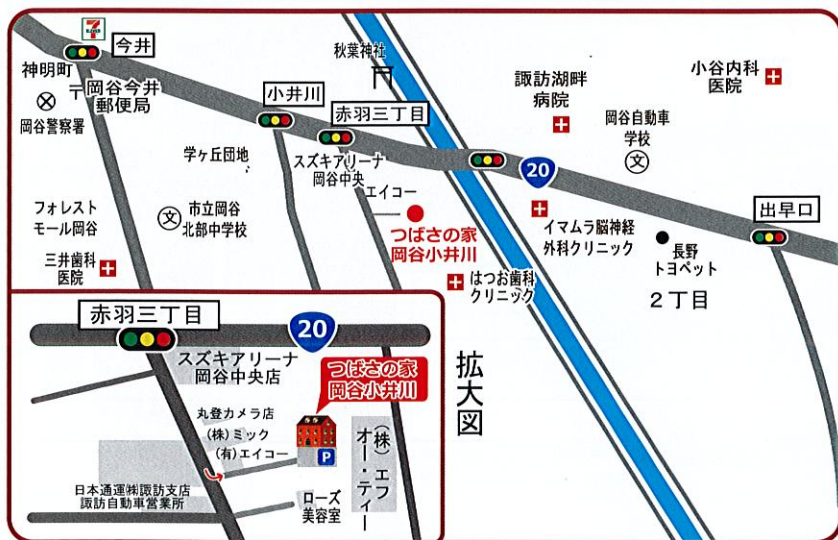 7
ELEVEN
今井
神明町
〒岡谷今井
郵便局
岡谷警察署
小井川
赤羽三丁目
秋葉神社
諏訪湖畔
病院
小谷内科
医院
岡谷自動車
学校
文
学ヶ丘団地
スズキアリーナ
岡谷中央
20
エイコー
出早口
フォレスト
モール岡谷
文
市立岡谷
北部中学校
つばさの家
岡谷小井川
イマムラ脳神経
外科クリニック
長野
トヨペット
三井歯科
医院
はつお歯科
クリニック
2丁目
拡大図
赤羽三丁目
20
スズキアリーナ
岡谷中央店
つばさの家
岡谷小井川
丸登カメラ店
(株)ミック
(有)エイコー
P
(株)エフ
オー・ティー
日本通運㈱諏訪支店
諏訪自動車営業所
ローズ
美容室